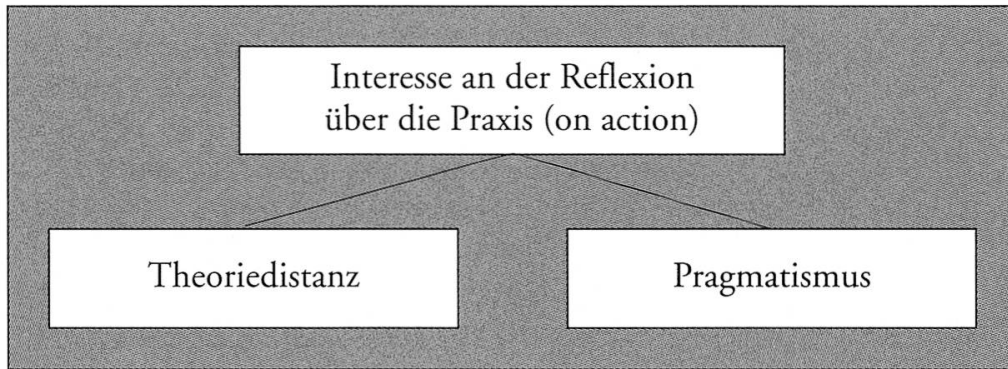 Interesse an der Reflexion
über die Praxis (on action)
Theoriedistanz
Pragmatismus